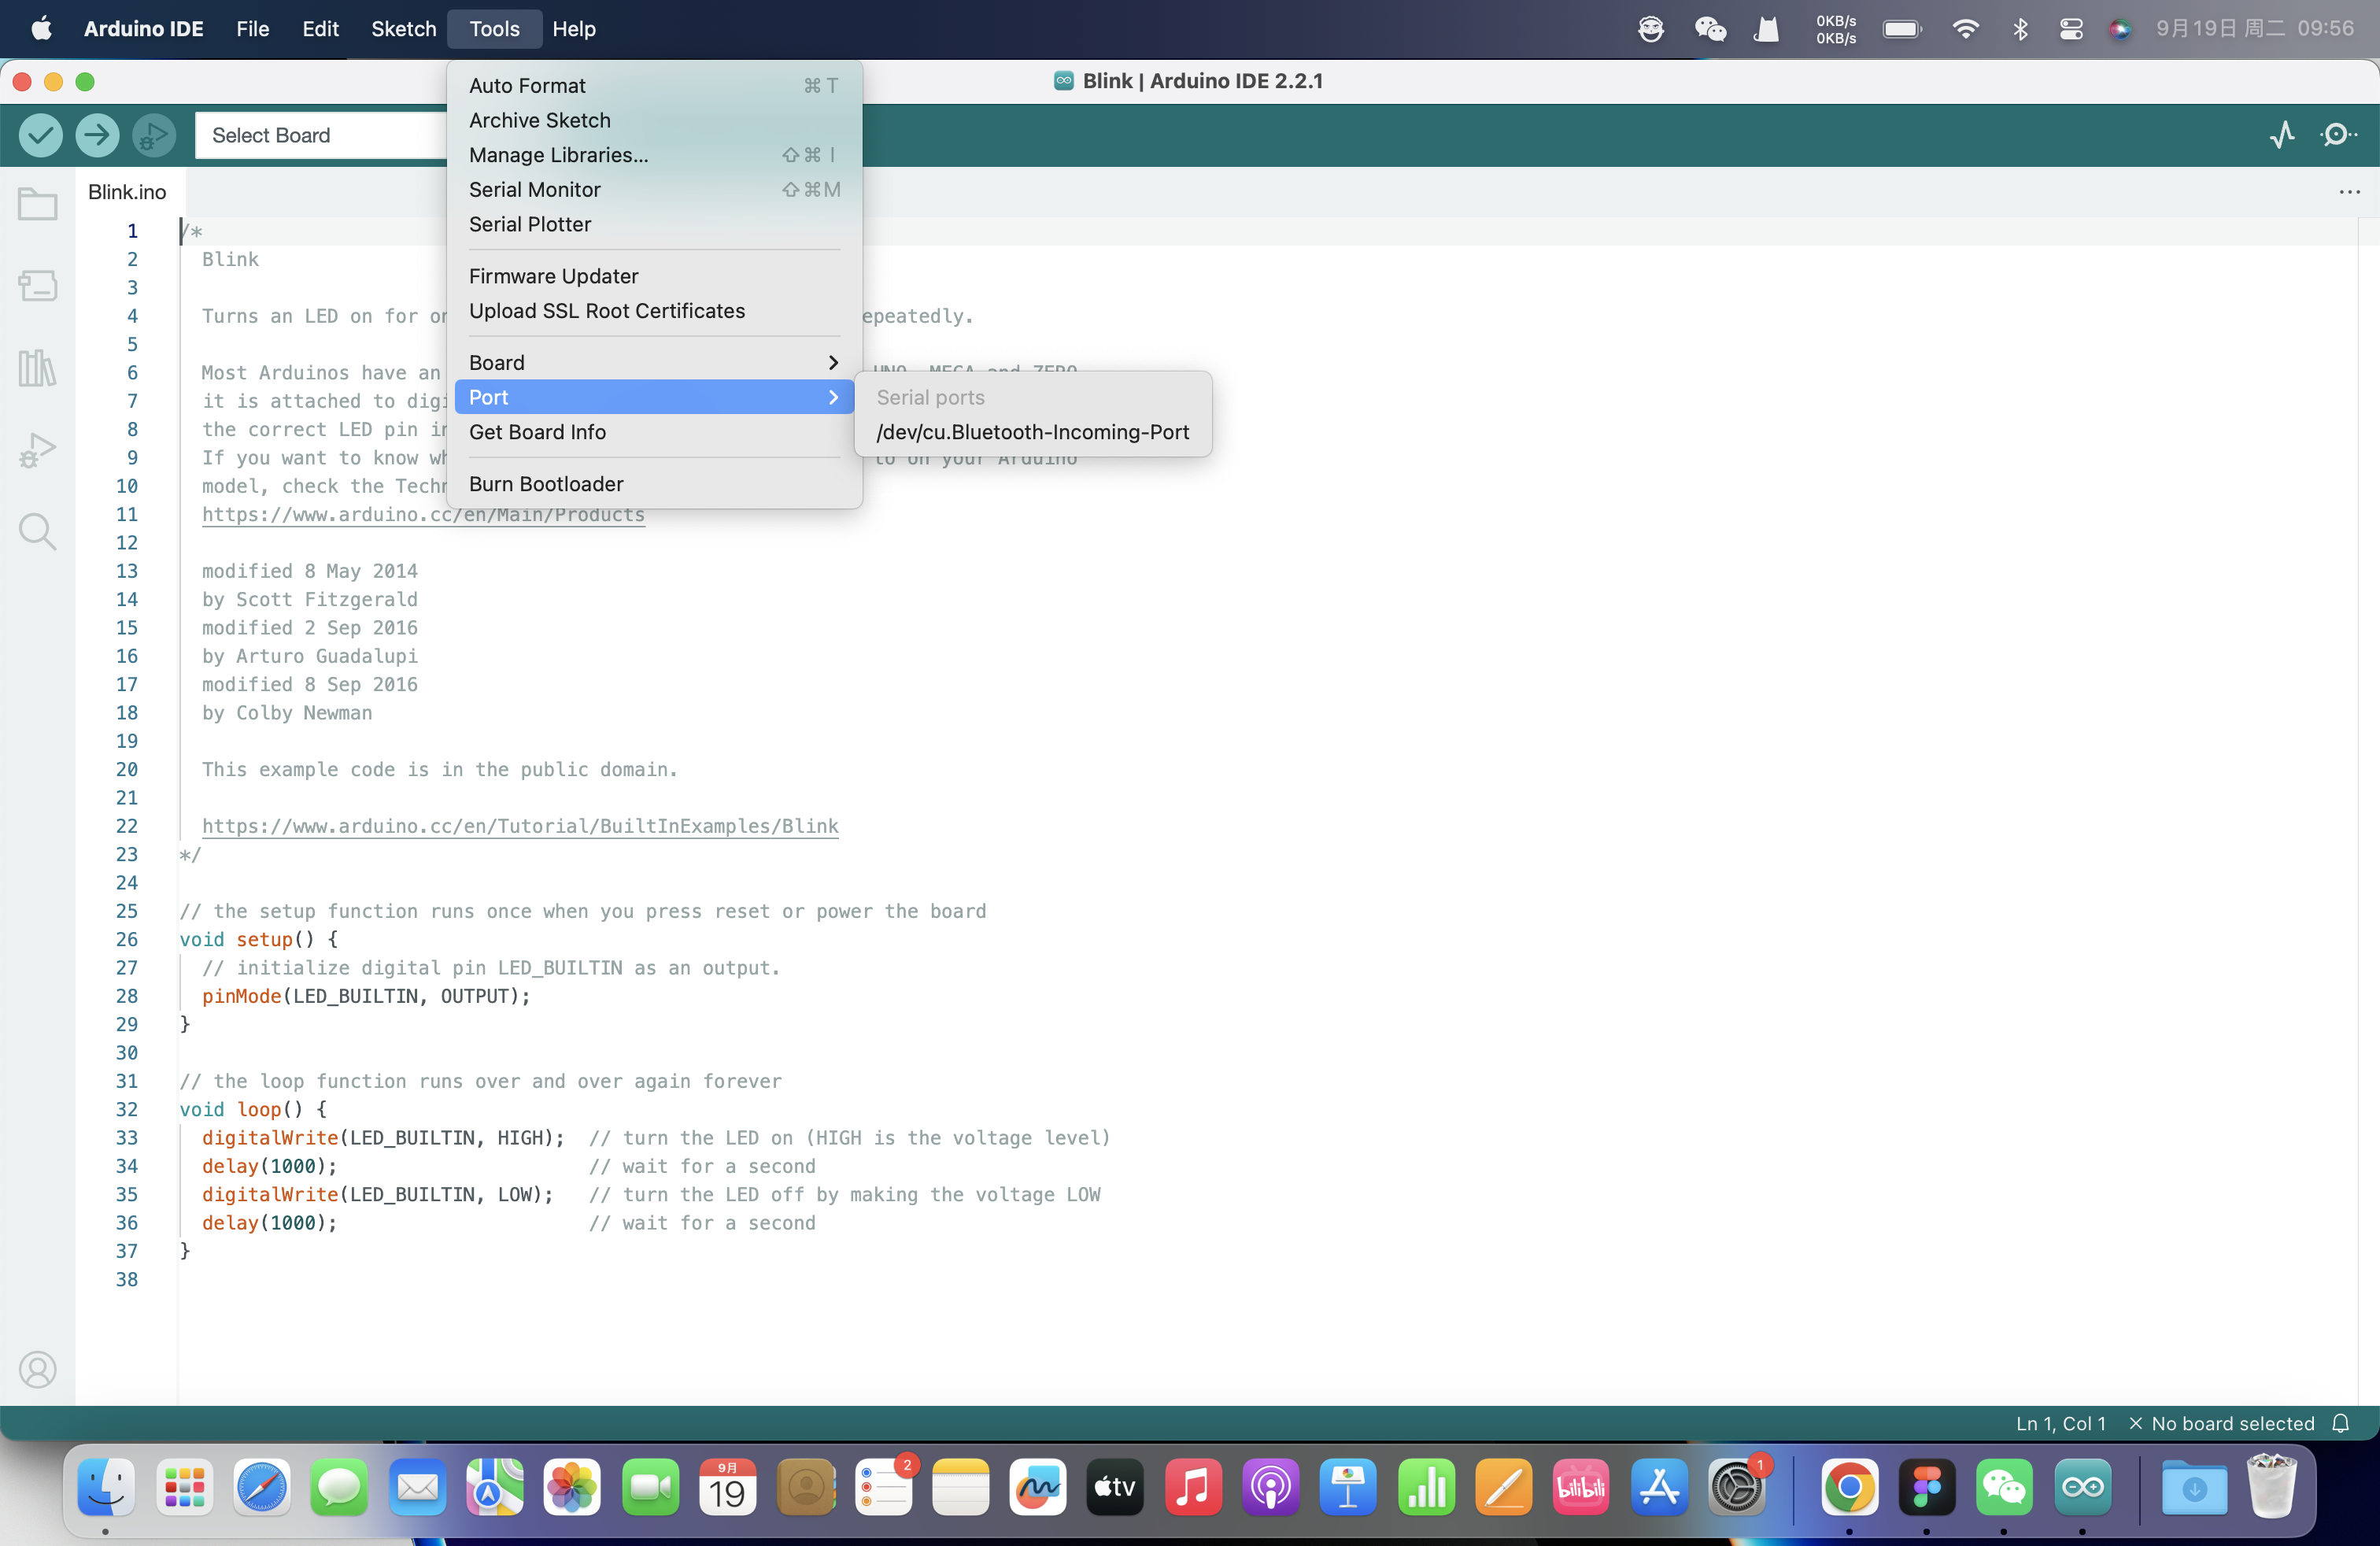 Arduino IDE File Edit Sketch Tools Help
0KB/s
0KB/s
9月19日 周二 09:56
Blink | Arduino IDE 2.2.1
Select Board
Auto Format ⌘T
Archive Sketch
Manage Libraries... ⇧⌘I
Serial Monitor ⇧⌘M
Serial Plotter
Firmware Updater
Upload SSL Root Certificates
Board
Port
Get Board Info
Burn Bootloader
Serial ports
/dev/cu.Bluetooth-Incoming-Port
Blink.ino
1 /*
2 Blink
3
4 Turns an LED on for epeatedly.
5
6 Most Arduinos have an UNO, MEGA and ZERO
7 it is attached to
8 the correct LED pin
9 If you want to know to on your Arduino
10 model, check the
11 https://www.arduino.cc/en/Main/Products
12
13 modified 8 May 2014
14 by Scott Fitzgerald
15 modified 2 Sep 2016
16 by Arturo Guadalupi
17 modified 8 Sep 2016
18 by Colby Newman
19
20 This example code is in the public domain.
21
22 https://www.arduino.cc/en/Tutorial/BuiltInExamples/Blink
23 */
24
25 // the setup function runs once when you press reset or power the board
26 void setup() {
27 // initialize digital pin LED_BUILTIN as an output.
28 pinMode(LED_BUILTIN, OUTPUT);
29 }
30
31 // the loop function runs over and over again forever
32 void loop() {
33 digitalWrite(LED_BUILTIN, HIGH); // turn the LED on (HIGH is the voltage level)
34 delay(1000); // wait for a second
35 digitalWrite(LED_BUILTIN, LOW); // turn the LED off by making the voltage LOW
36 delay(1000); // wait for a second
37 }
38
Ln 1, Col 1 × No board selected
9月
19
2
tv
bilibili
1